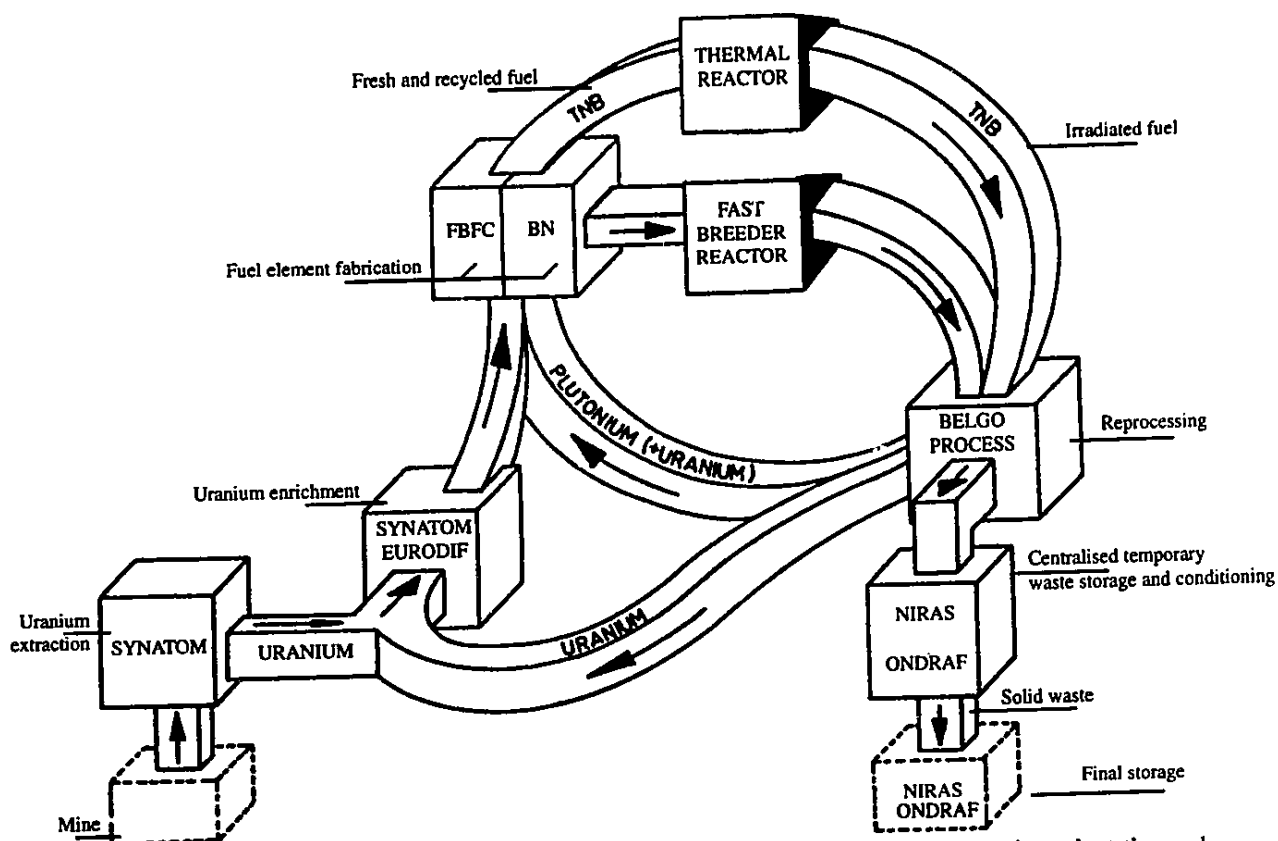 THERMAL
REACTOR
Fresh and recycled fuel
TNB
TNB
Irradiated fuel
FBFC
BN
FAST
BREEDER
REACTOR
Fuel element fabrication
PLUTONIUM (+URANIUM)
BELGO
PROCESS
Reprocessing
Uranium enrichment
SYNATOM
EURODIF
Centralised temporary
waste storage and conditioning
Uranium
extraction
SYNATOM
URANIUM
URANIUM
NIRAS
ONDRAF
Solid waste
NIRAS
ONDRAF
Final storage
Mine